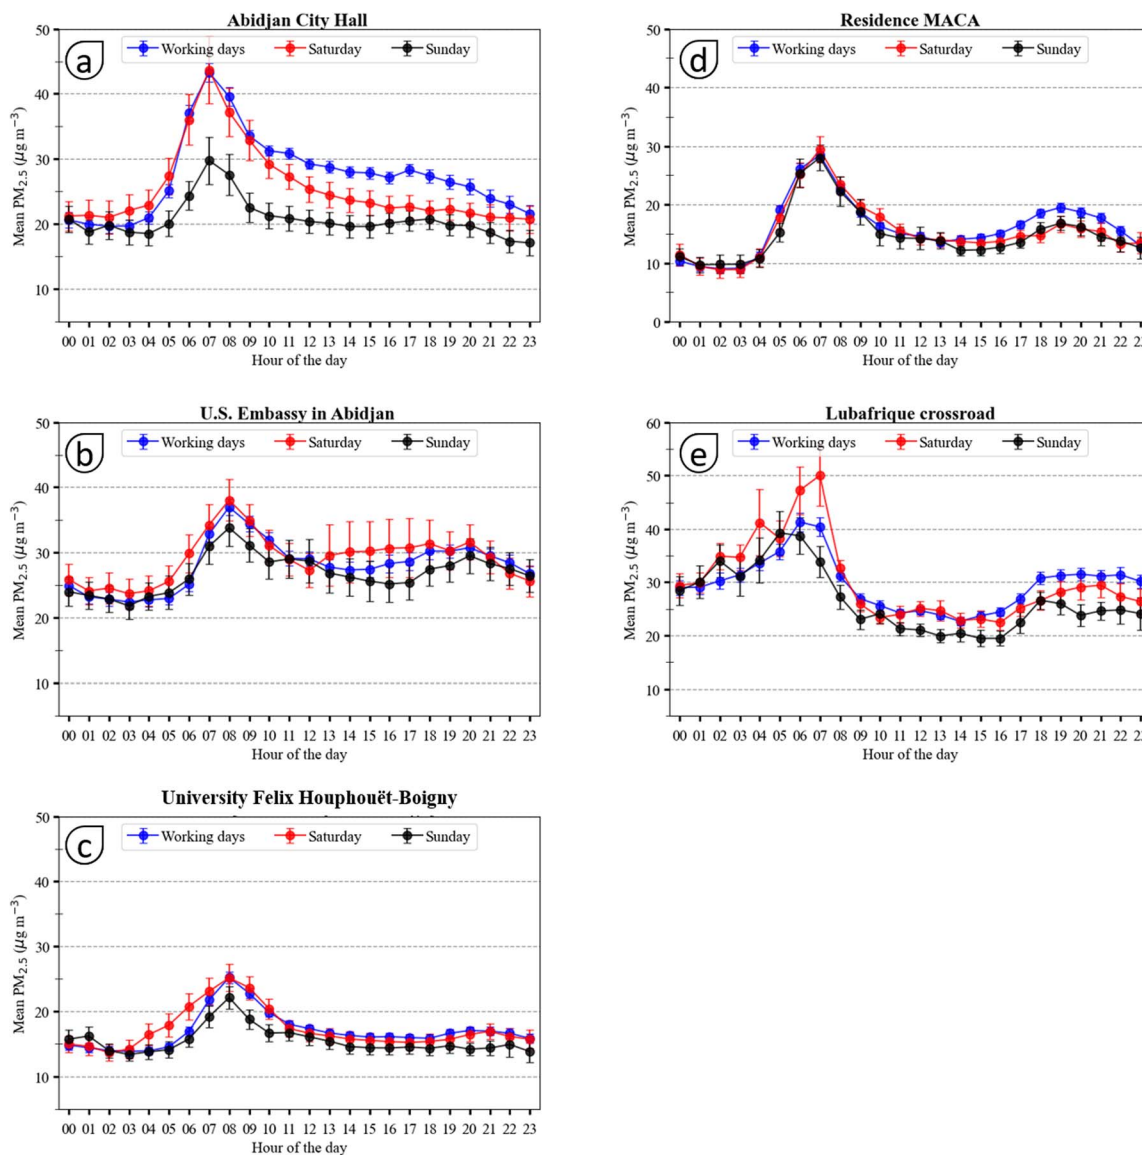 Abidjan City Hall
a
Working days Saturday Sunday
Mean PM2.5 (μg m−3)
50
40
30
20
10
00 01 02 03 04 05 06 07 08 09 10 11 12 13 14 15 16 17 18 19 20 21 22 23
Hour of the day
U.S. Embassy in Abidjan
b
Working days Saturday Sunday
Mean PM2.5 (μg m−3)
50
40
30
20
10
00 01 02 03 04 05 06 07 08 09 10 11 12 13 14 15 16 17 18 19 20 21 22 23
Hour of the day
University Felix Houphouët-Boigny
c
Working days Saturday Sunday
Mean PM2.5 (μg m−3)
50
40
30
20
10
00 01 02 03 04 05 06 07 08 09 10 11 12 13 14 15 16 17 18 19 20 21 22 23
Hour of the day
Residence MACA
d
Working days Saturday Sunday
Mean PM2.5 (μg m−3)
50
40
30
20
10
0
00 01 02 03 04 05 06 07 08 09 10 11 12 13 14 15 16 17 18 19 20 21 22
Hour of the day
Lubafrique crossroad
e
Working days Saturday Sunday
Mean PM2.5 (μg m−3)
60
50
40
30
20
10
00 01 02 03 04 05 06 07 08 09 10 11 12 13 14 15 16 17 18 19 20 21 22
Hour of the day